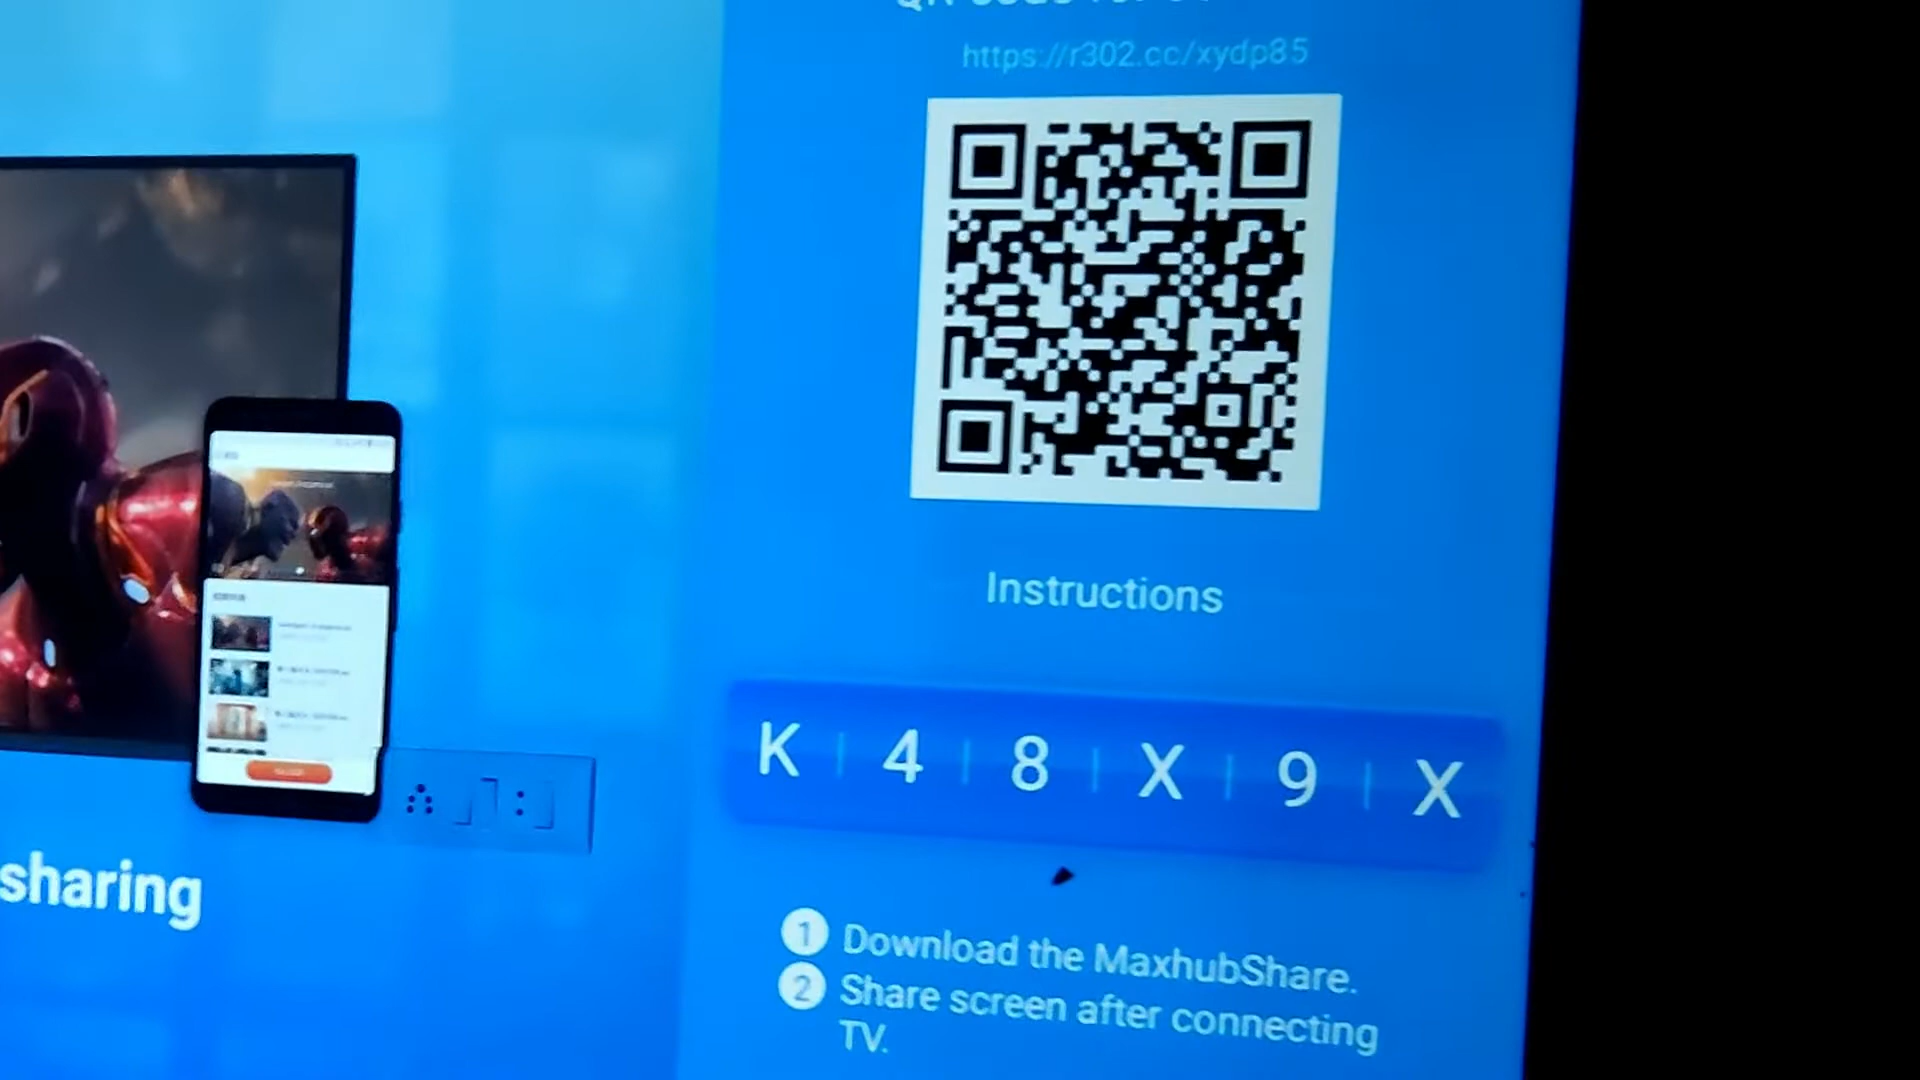 https://r302.cc/xydp85
Instructions
K 4 8 X 9 X
sharing
1 Download the MaxhubShare.
2 Share screen after connecting
TV.